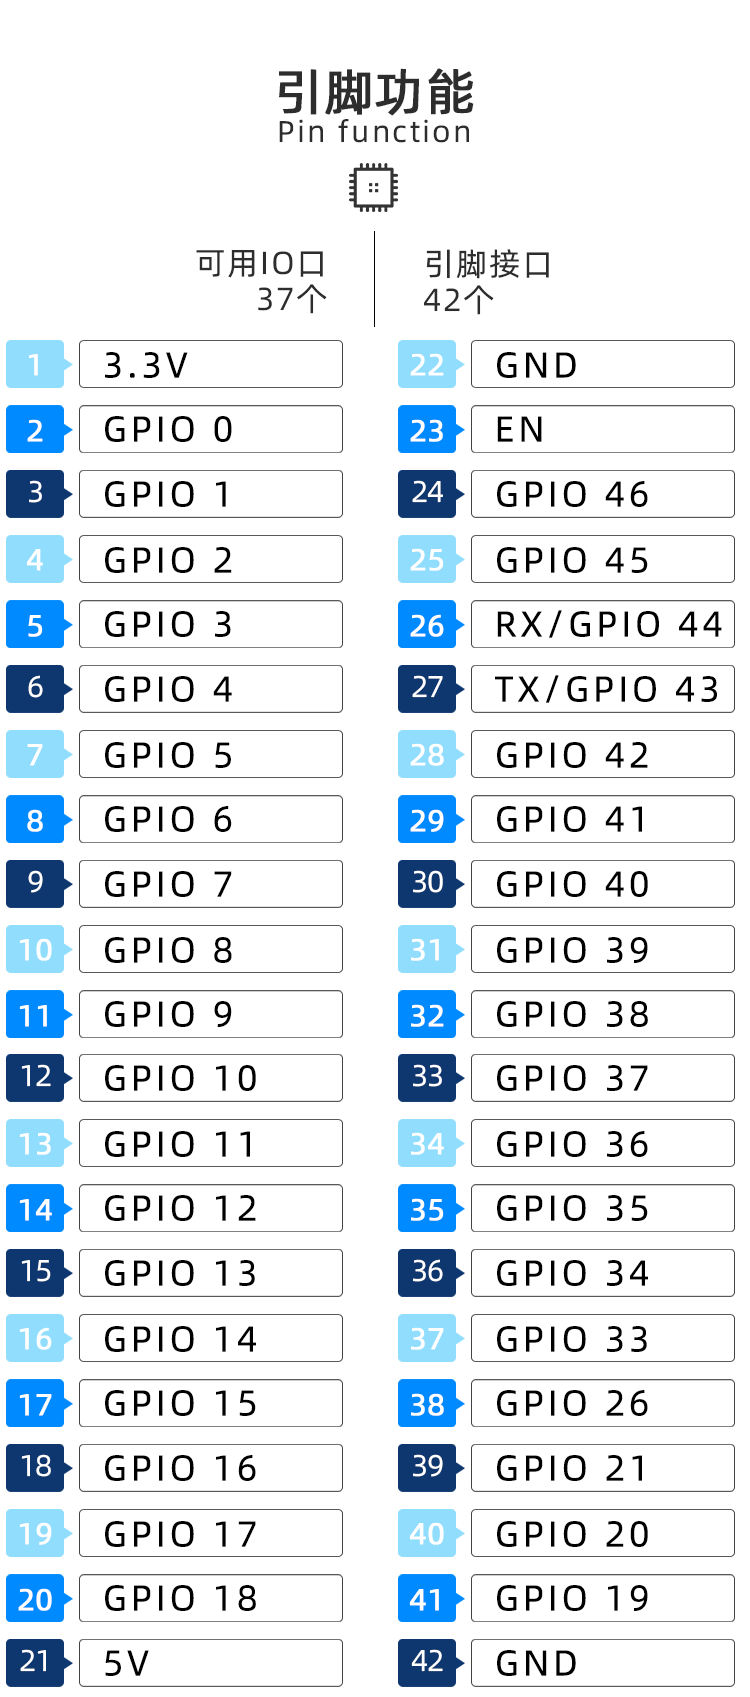 引脚功能
Pin function
可用IO口
37个
引脚接口
42个
1 3.3V
2 GPIO 0
3 GPIO 1
4 GPIO 2
5 GPIO 3
6 GPIO 4
7 GPIO 5
8 GPIO 6
9 GPIO 7
10 GPIO 8
11 GPIO 9
12 GPIO 10
13 GPIO 11
14 GPIO 12
15 GPIO 13
16 GPIO 14
17 GPIO 15
18 GPIO 16
19 GPIO 17
20 GPIO 18
21 5V
22 GND
23 EN
24 GPIO 46
25 GPIO 45
26 RX/GPIO 44
27 TX/GPIO 43
28 GPIO 42
29 GPIO 41
30 GPIO 40
31 GPIO 39
32 GPIO 38
33 GPIO 37
34 GPIO 36
35 GPIO 35
36 GPIO 34
37 GPIO 33
38 GPIO 26
39 GPIO 21
40 GPIO 20
41 GPIO 19
42 GND